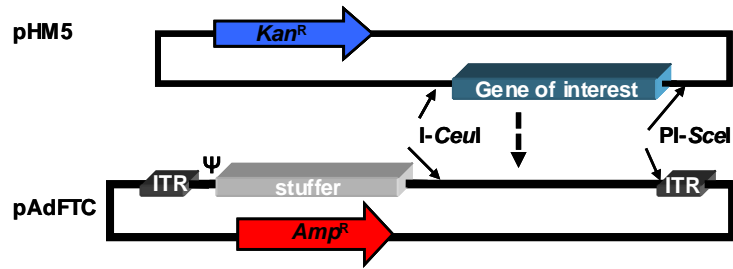 pHM5
Kanᴿ
Gene of interest
I-CeuI
PI-SceI
Ψ
ITR
stuffer
ITR
pAdFTC
Ampᴿ